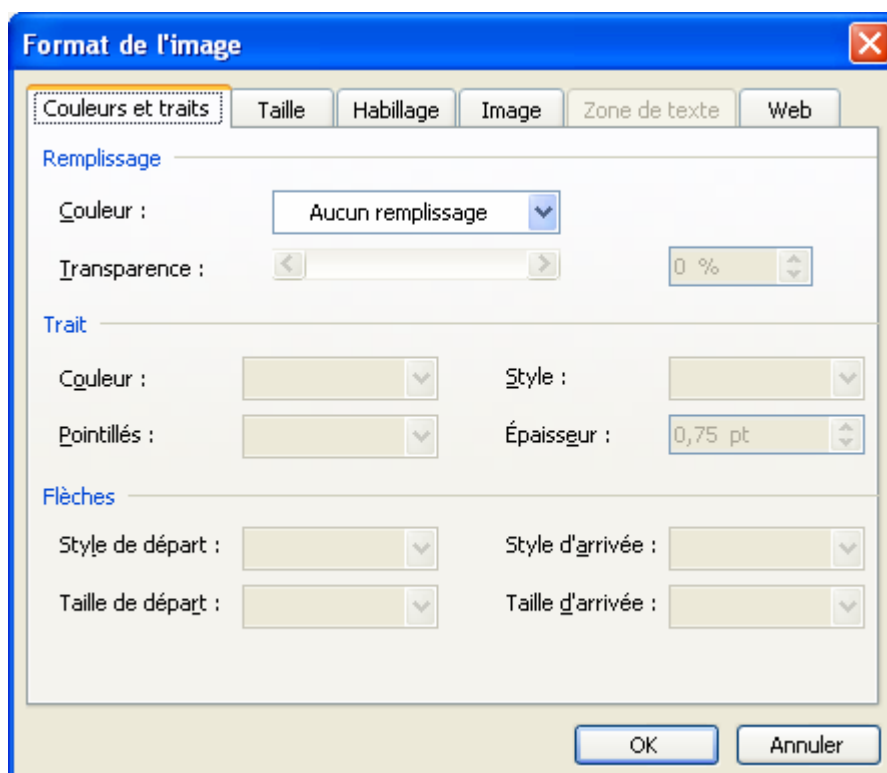 Format de l'image
Couleurs et traits Taille Habillage Image Zone de texte Web
Remplissage
Couleur : Aucun remplissage
Transparence : 0 %
Trait
Couleur : Style :
Pointillés : Épaisseur : 0,75 pt
Flèches
Style de départ : Style d'arrivée :
Taille de départ : Taille d'arrivée :
OK Annuler